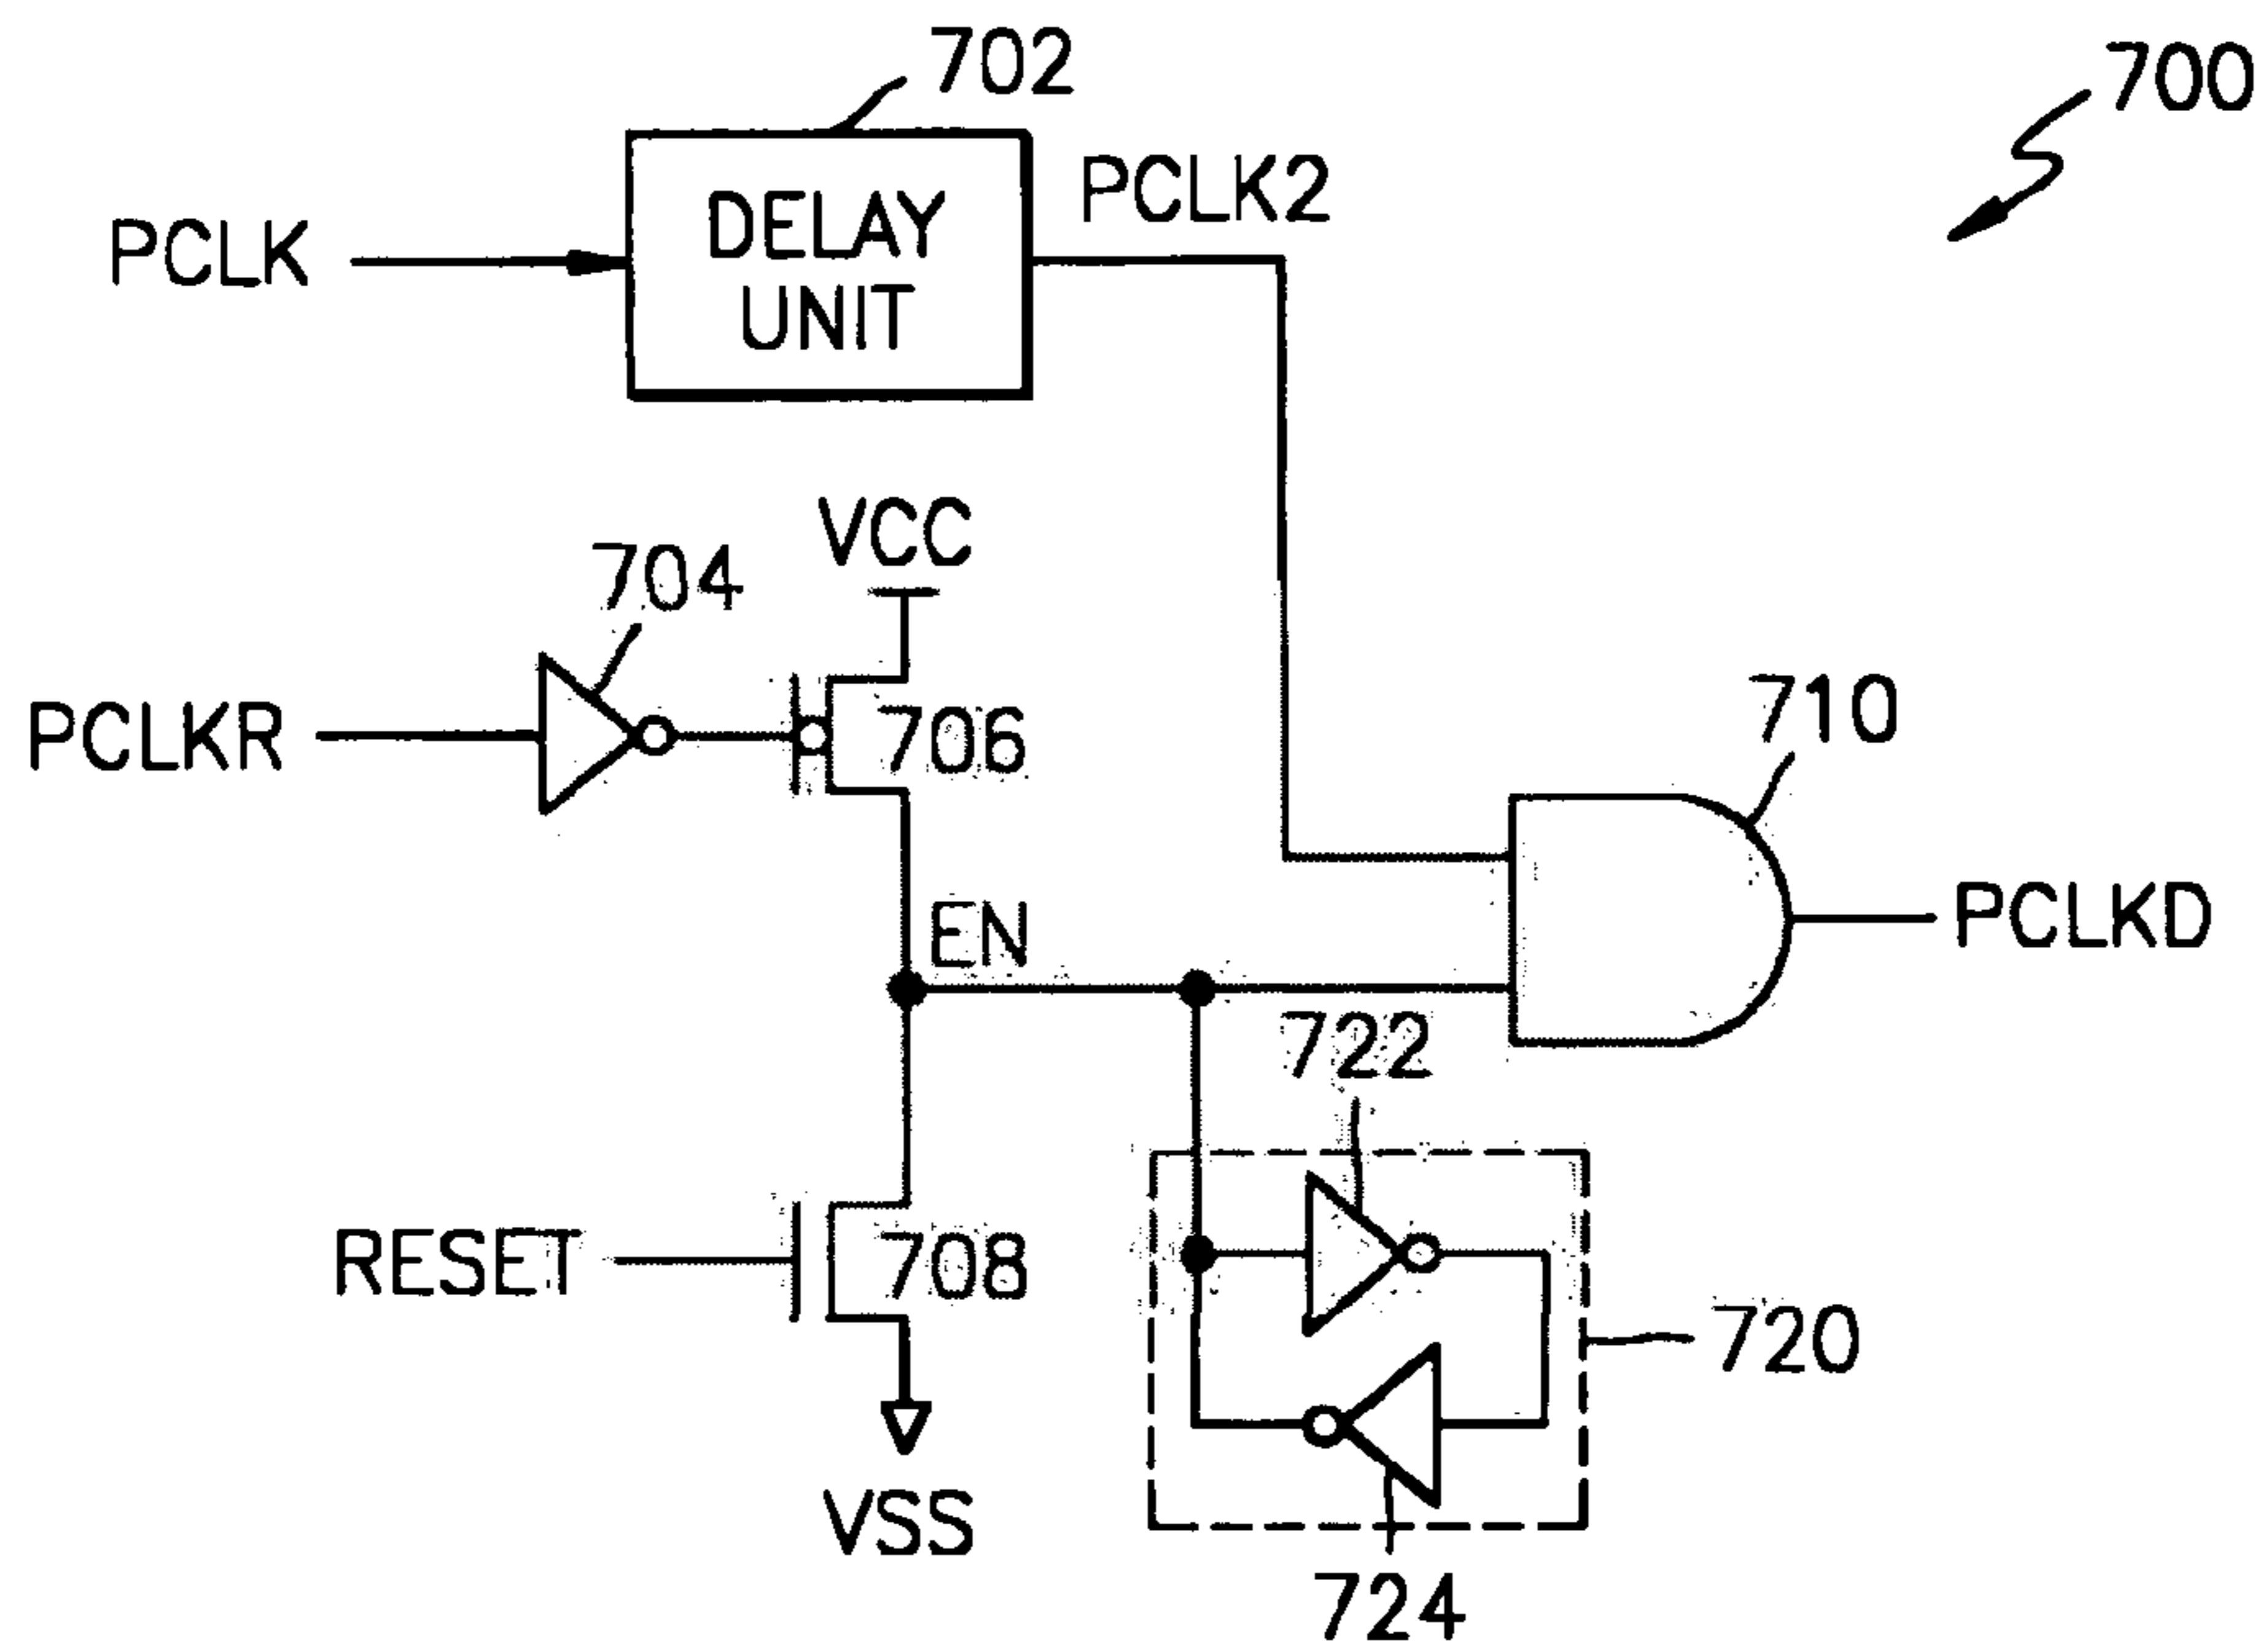 702
700
PCLK
DELAY
UNIT
PCLK2
VCC
704
PCLKR
706
710
EN
PCLKD
722
RESET
708
720
VSS
724